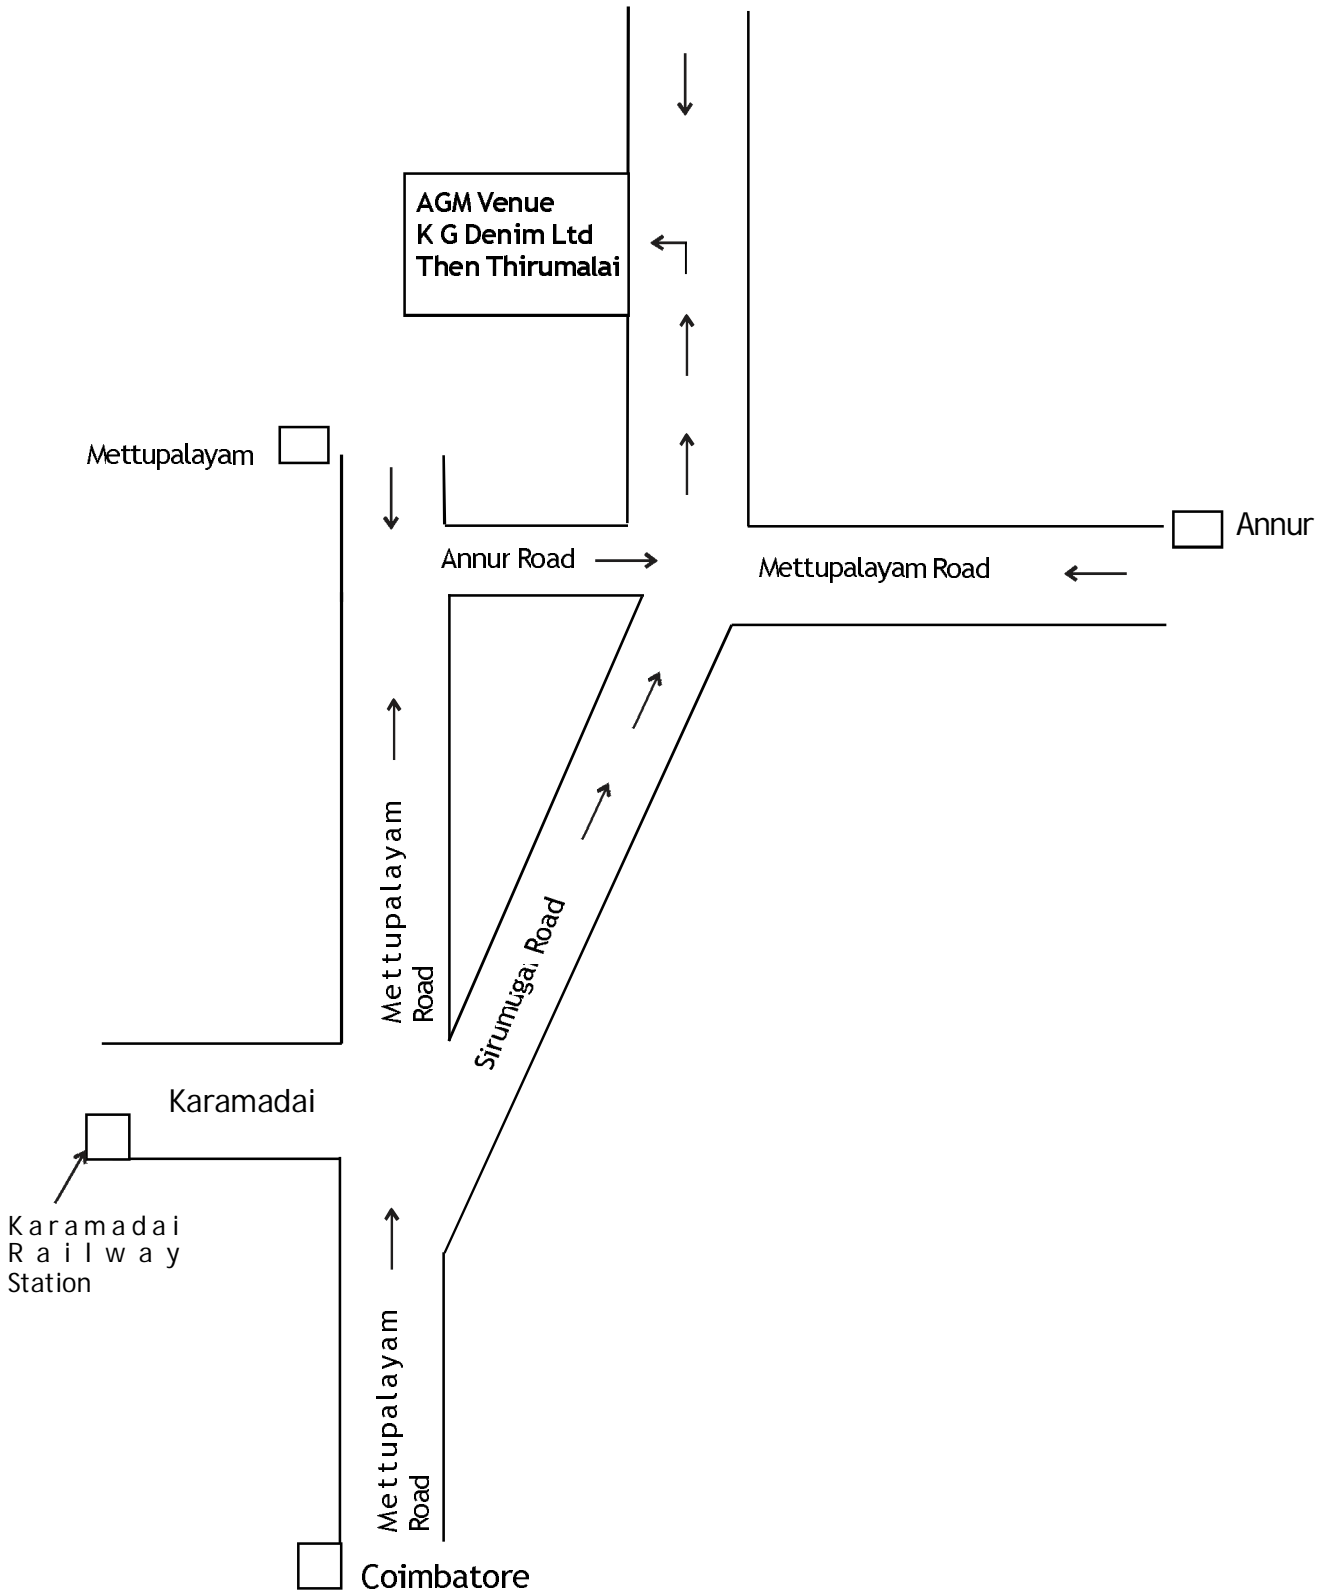 AGM Venue
K G Denim Ltd
Then Thirumalai
Mettupalayam
Annur
Annur Road
Mettupalayam Road
Mettupalayam
Road
Sirumugai Road
Karamadai
Karamadai
Railway
Station
Mettupalayam
Road
Coimbatore